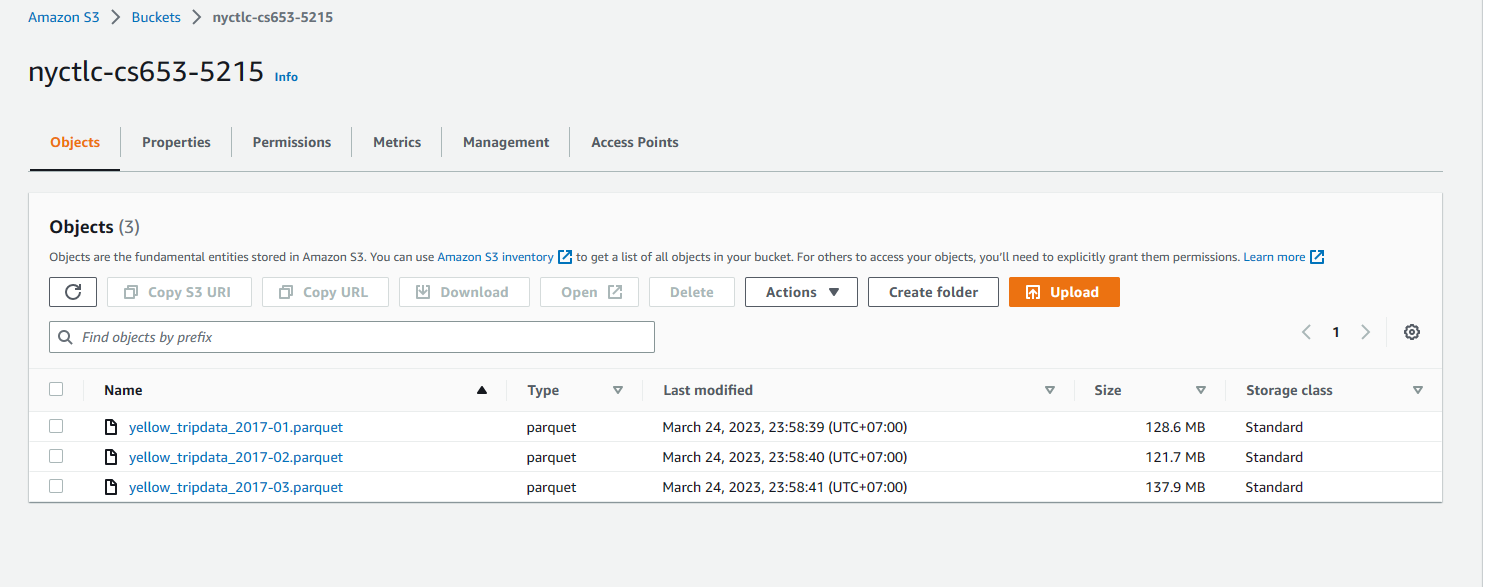 Amazon S3 > Buckets > nyctlc-cs653-5215
nyctlc-cs653-5215 Info
Objects Properties Permissions Metrics Management Access Points
Objects (3)
Objects are the fundamental entities stored in Amazon S3. You can use Amazon S3 inventory to get a list of all objects in your bucket. For others to access your objects, you'll need to explicitly grant them permissions. Learn more
Copy S3 URI Copy URL Download Open Delete Actions Create folder Upload
Find objects by prefix 1
Name Type Last modified Size Storage class
yellow_tripdata_2017-01.parquet parquet March 24, 2023, 23:58:39 (UTC+07:00) 128.6 MB Standard
yellow_tripdata_2017-02.parquet parquet March 24, 2023, 23:58:40 (UTC+07:00) 121.7 MB Standard
yellow_tripdata_2017-03.parquet parquet March 24, 2023, 23:58:41 (UTC+07:00) 137.9 MB Standard